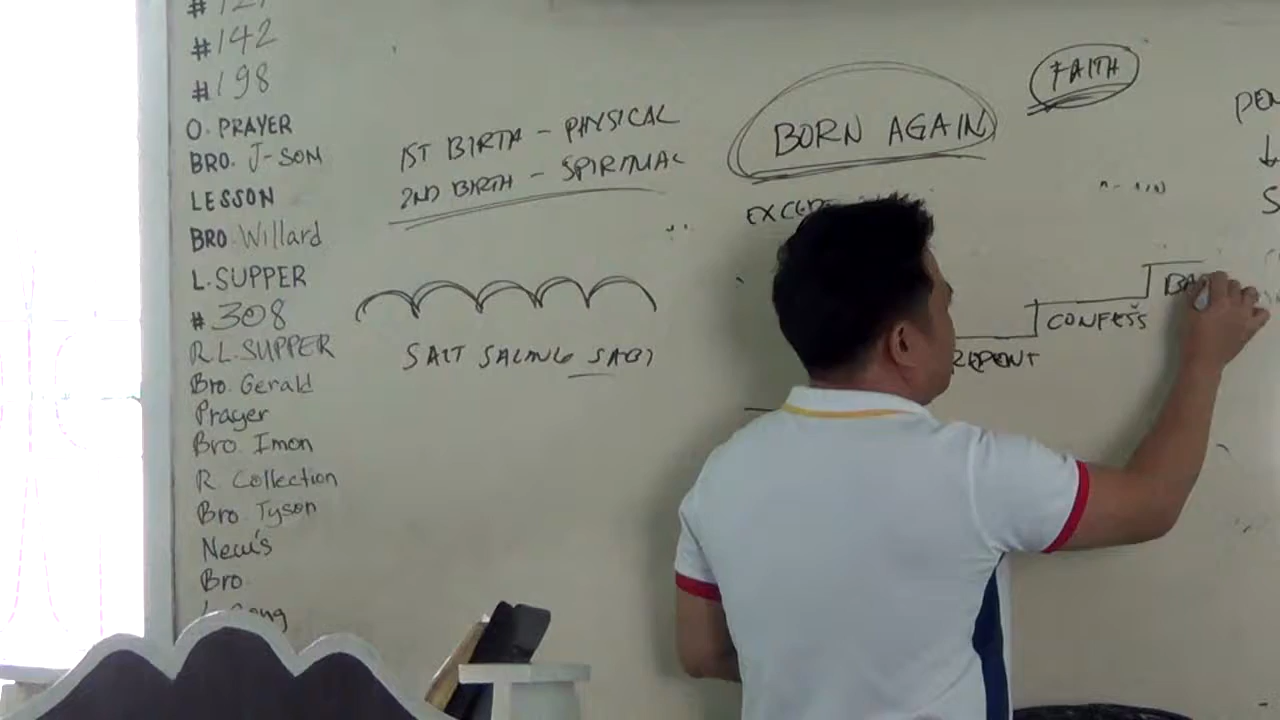 #142
#198
O. PRAYER
BRO. J-SON
LESSON
BRO. Willard
L. SUPPER
#308
R L. SUPPER
Bro. Gerald
Prayer
Bro. Imon
R. Collection
Bro. Tyson
New's
Bro
1ST BIRTH - PHYSICAL
2ND BIRTH - SPIRITUAL
SALT SALING SABI
BORN AGAIN
FAITH
REPENT
CONFESS